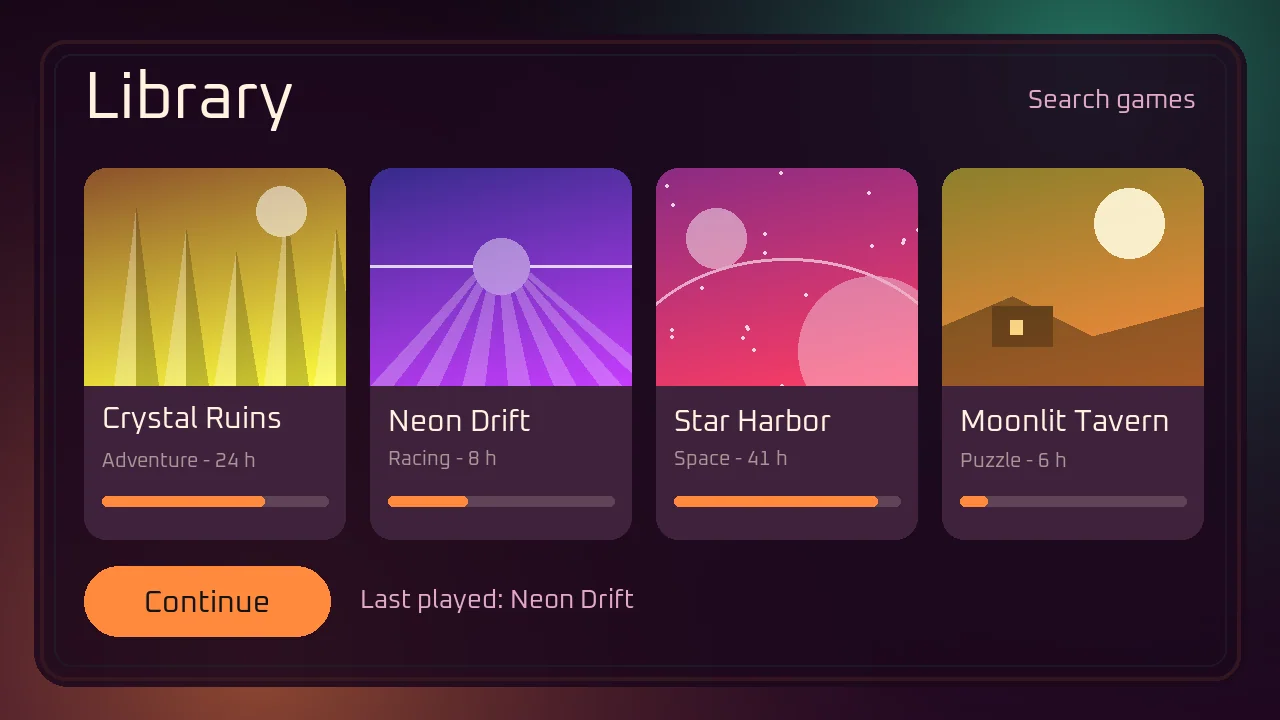 Library
Search games
Crystal Ruins
Adventure - 24 h
Neon Drift
Racing - 8 h
Star Harbor
Space - 41 h
Moonlit Tavern
Puzzle - 6 h
Continue
Last played: Neon Drift